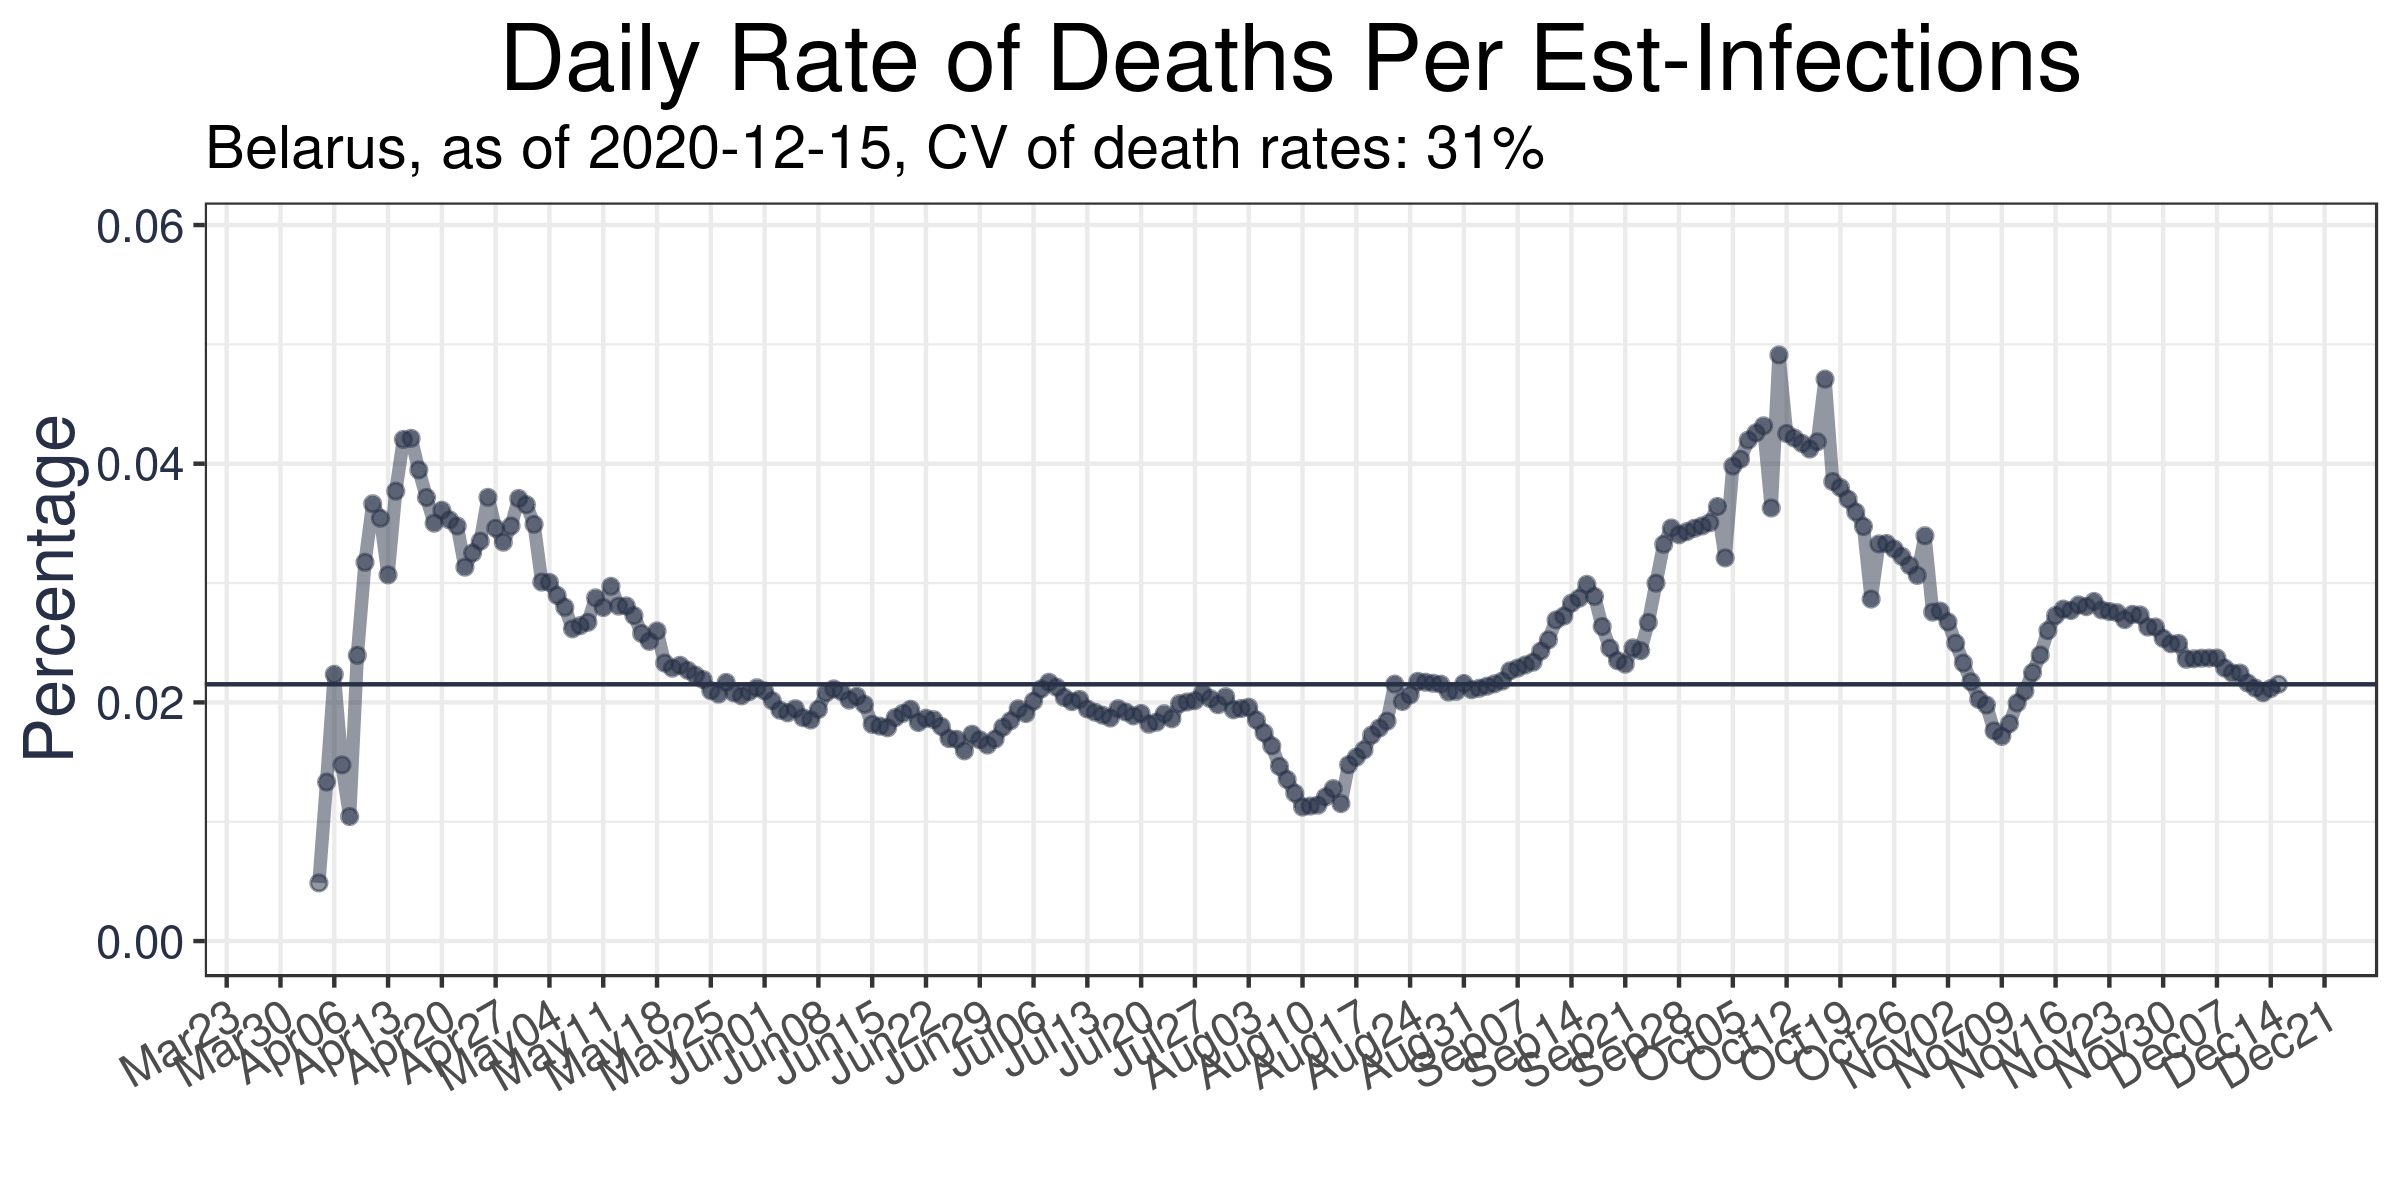 Daily Rate of Deaths Per Est-Infections
Belarus, as of 2020-12-15, CV of death rates: 31%
Percentage
0.06
0.04
0.02
0.00
Mar23
Mar30
Apr06
Apr13
Apr20
Apr27
May04
May11
May18
May25
Jun01
Jun08
Jun15
Jun22
Jun29
Jul06
Jul13
Jul20
Jul27
Aug03
Aug10
Aug17
Aug24
Aug31
Sep07
Sep14
Sep21
Sep28
Oct05
Oct12
Oct19
Oct26
Nov02
Nov09
Nov16
Nov23
Nov30
Dec07
Dec14
Dec21